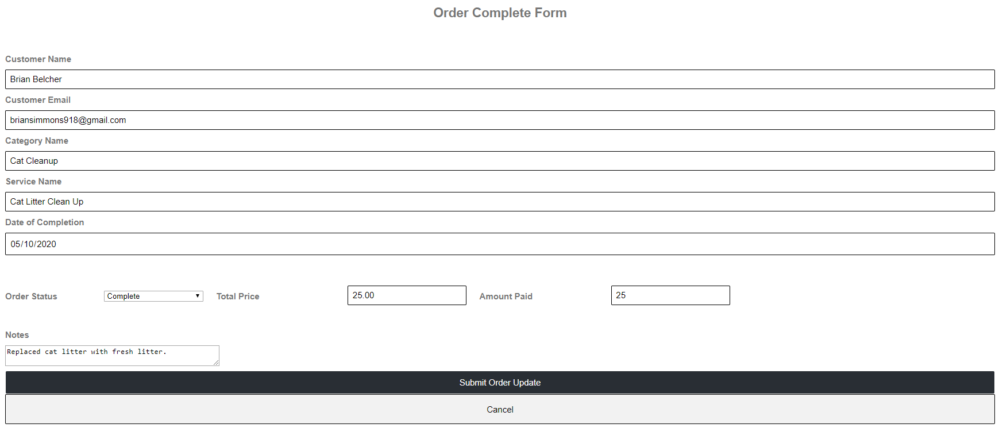 Order Complete Form
Customer Name
Brian Belcher
Customer Email
briansimmons918@gmail.com
Category Name
Cat Cleanup
Service Name
Cat Litter Clean Up
Date of Completion
05/10/2020
Order Status Complete Total Price 25.00 Amount Paid 25
Notes
Replaced cat litter with fresh litter.
Submit Order Update
Cancel